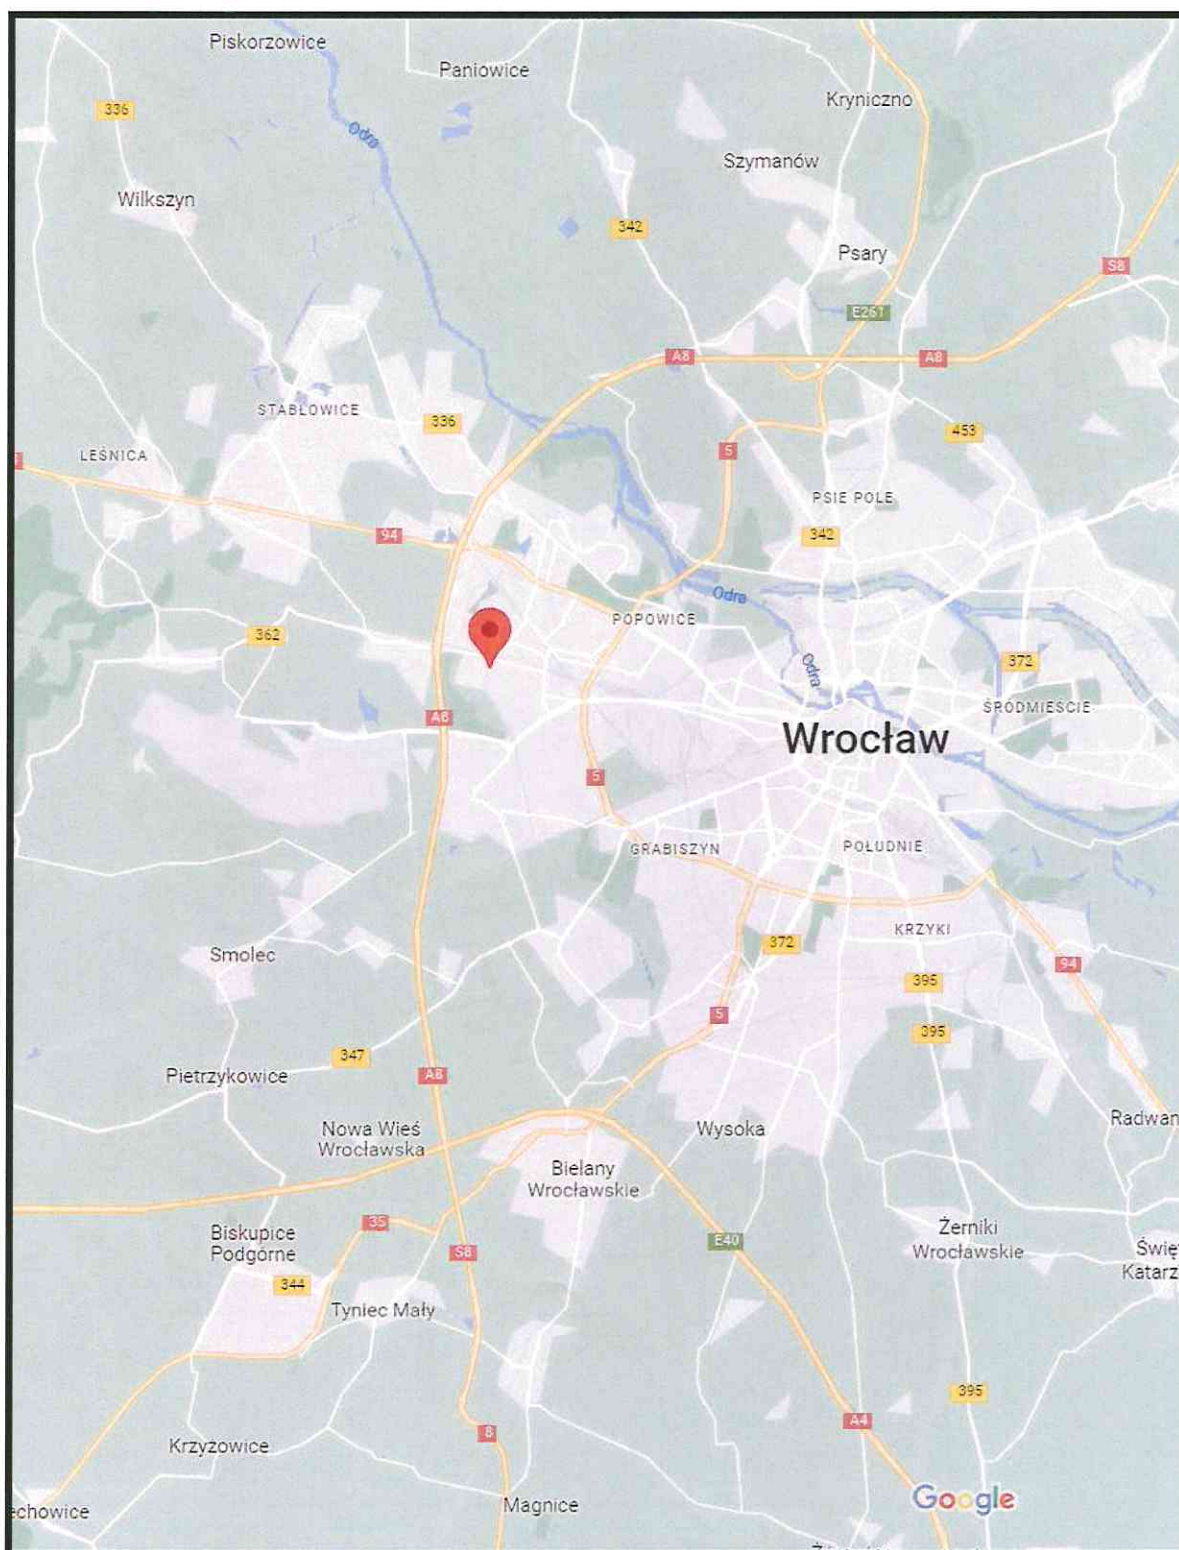 Piskorzowice
Paniowice
336
Kryniczno
Odra
Szymanów
Wilkszyn
342
Psary
S8
E261
A8
A8
STABŁOWICE
336
453
5
LEŚNICA
PSIE POLE
94
342
Odra
POPOWICE
362
372
Odra
ŚRÓDMIEŚCIE
A8
Wrocław
5
GRABISZYN
POŁUDNIE
KRZYKI
372
Smolec
94
395
5
395
347
Pietrzykowice
A8
Radwan
Nowa Wieś
Wrocławska
Wysoka
Bielany
Wrocławskie
35
Biskupice
Podgórne
Żerniki
Wrocławskie
E40
S8
Święt
Katarz
344
Tyniec Mały
395
A4
8
Krzyżowice
Google
echowice
Magnice